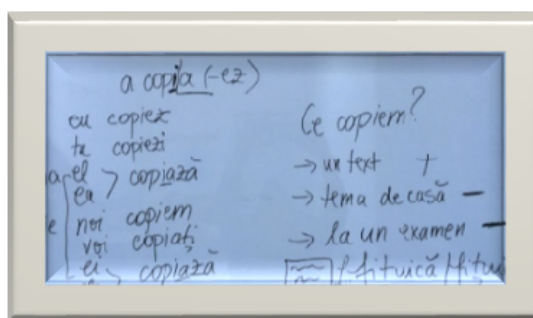 a copia (-ez)
eu copiez
tu copiezi
el
ea > copiază
noi copiem
voi copiați
ei > copiază
Ce copiem?
→ un text +
→ tema de casă —
→ la un examen —
fițuică